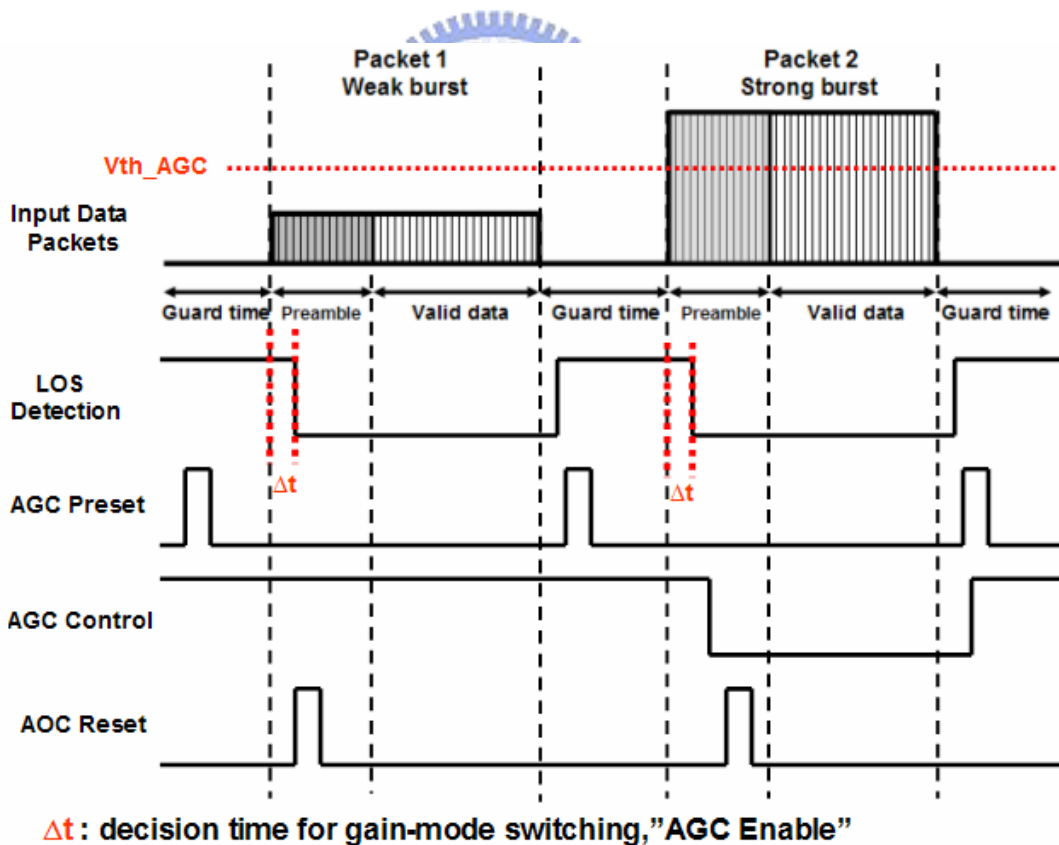 Packet 1
Weak burst
Packet 2
Strong burst
Vth_AGC
Input Data
Packets
Guard time
Preamble
Valid data
Guard time
Preamble
Valid data
Guard time
LOS
Detection
Δt
Δt
AGC Preset
AGC Control
AOC Reset
Δt : decision time for gain-mode switching,”AGC Enable”